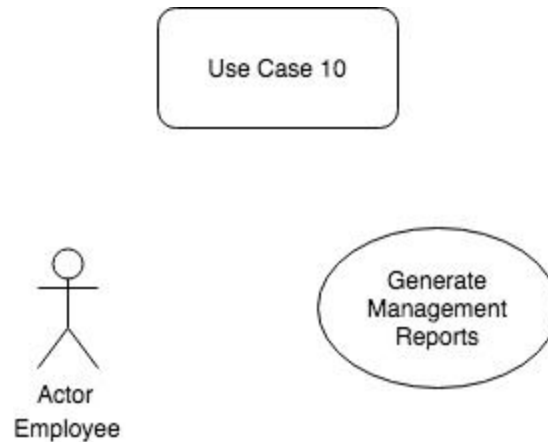 Use Case 10
Generate
Management
Reports
Actor
Employee